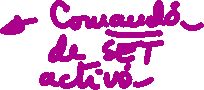 Comandó
de SET
activó